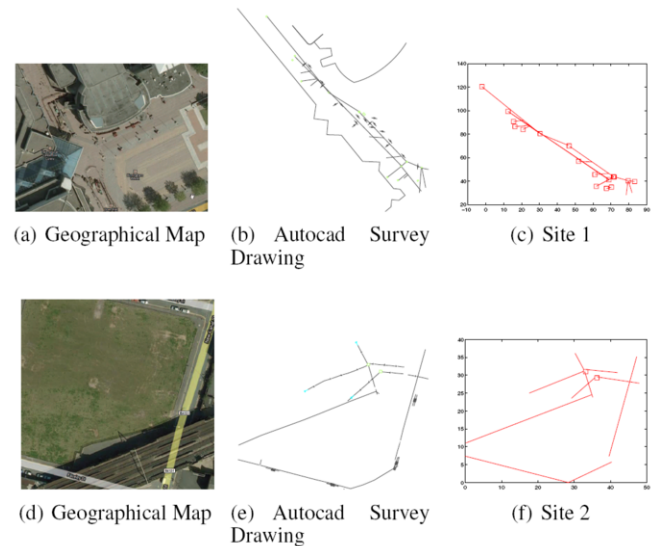 140
120
100
80
60
40
20
-10 0 10 20 30 40 50 60 70 80 90
(a) Geographical Map
(b) Autocad Survey Drawing
(c) Site 1
40
35
30
25
20
15
10
5
0
0 10 20 30 40 50
(d) Geographical Map
(e) Autocad Survey Drawing
(f) Site 2